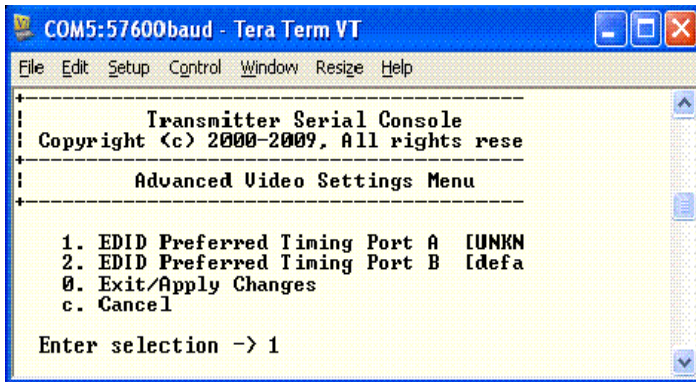 COM5:57600baud - Tera Term VT
File Edit Setup Control Window Resize Help
Transmitter Serial Console
Copyright (c) 2000-2009, All rights rese
Advanced Video Settings Menu
1. EDID Preferred Timing Port A [UNKN
2. EDID Preferred Timing Port B [defa
0. Exit/Apply Changes
c. Cancel
Enter selection -> 1